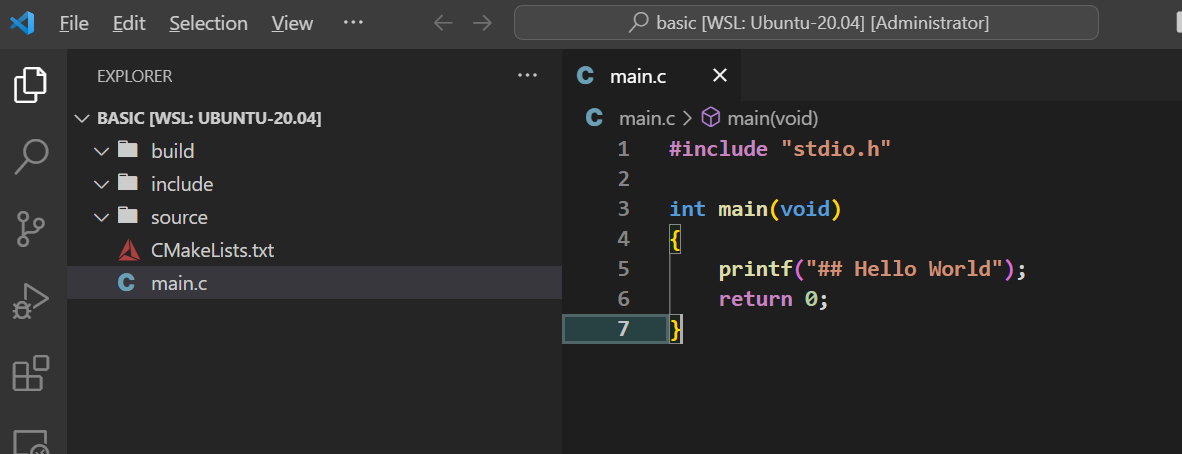 File Edit Selection View ··· basic [WSL: Ubuntu-20.04] [Administrator]
EXPLORER ···
BASIC [WSL: UBUNTU-20.04]
build
include
source
CMakeLists.txt
C main.c
C main.c
C main.c > main(void)
1 #include "stdio.h"
2
3 int main(void)
4 {
5 printf("## Hello World");
6 return 0;
7 }